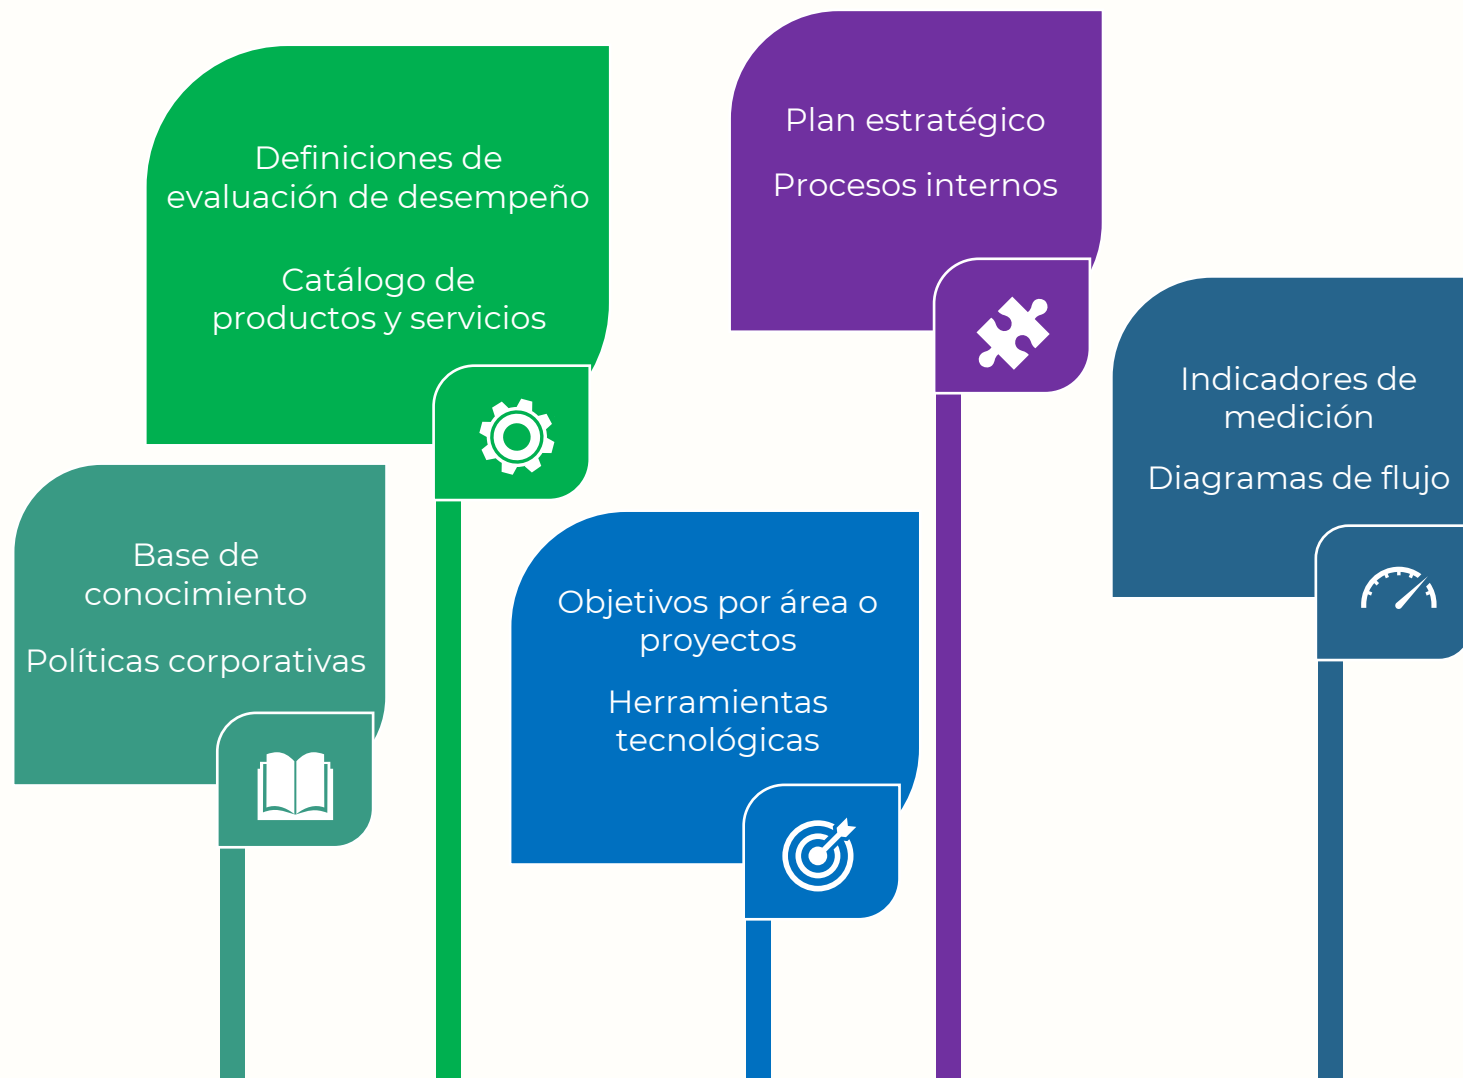 Definiciones de
evaluación de desempeño
Catálogo de
productos y servicios
Plan estratégico
Procesos internos
Indicadores de
medición
Diagramas de flujo
Base de
conocimiento
Políticas corporativas
Objetivos por área o
proyectos
Herramientas
tecnológicas